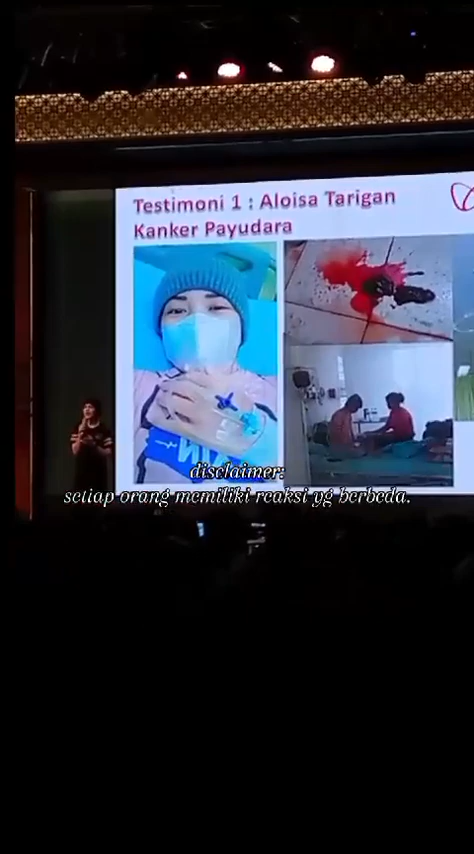 Testimoni 1 : Aloisa Tarigan
Kanker Payudara
disclaimer:
setiap orang memiliki reaksi yg berbeda.